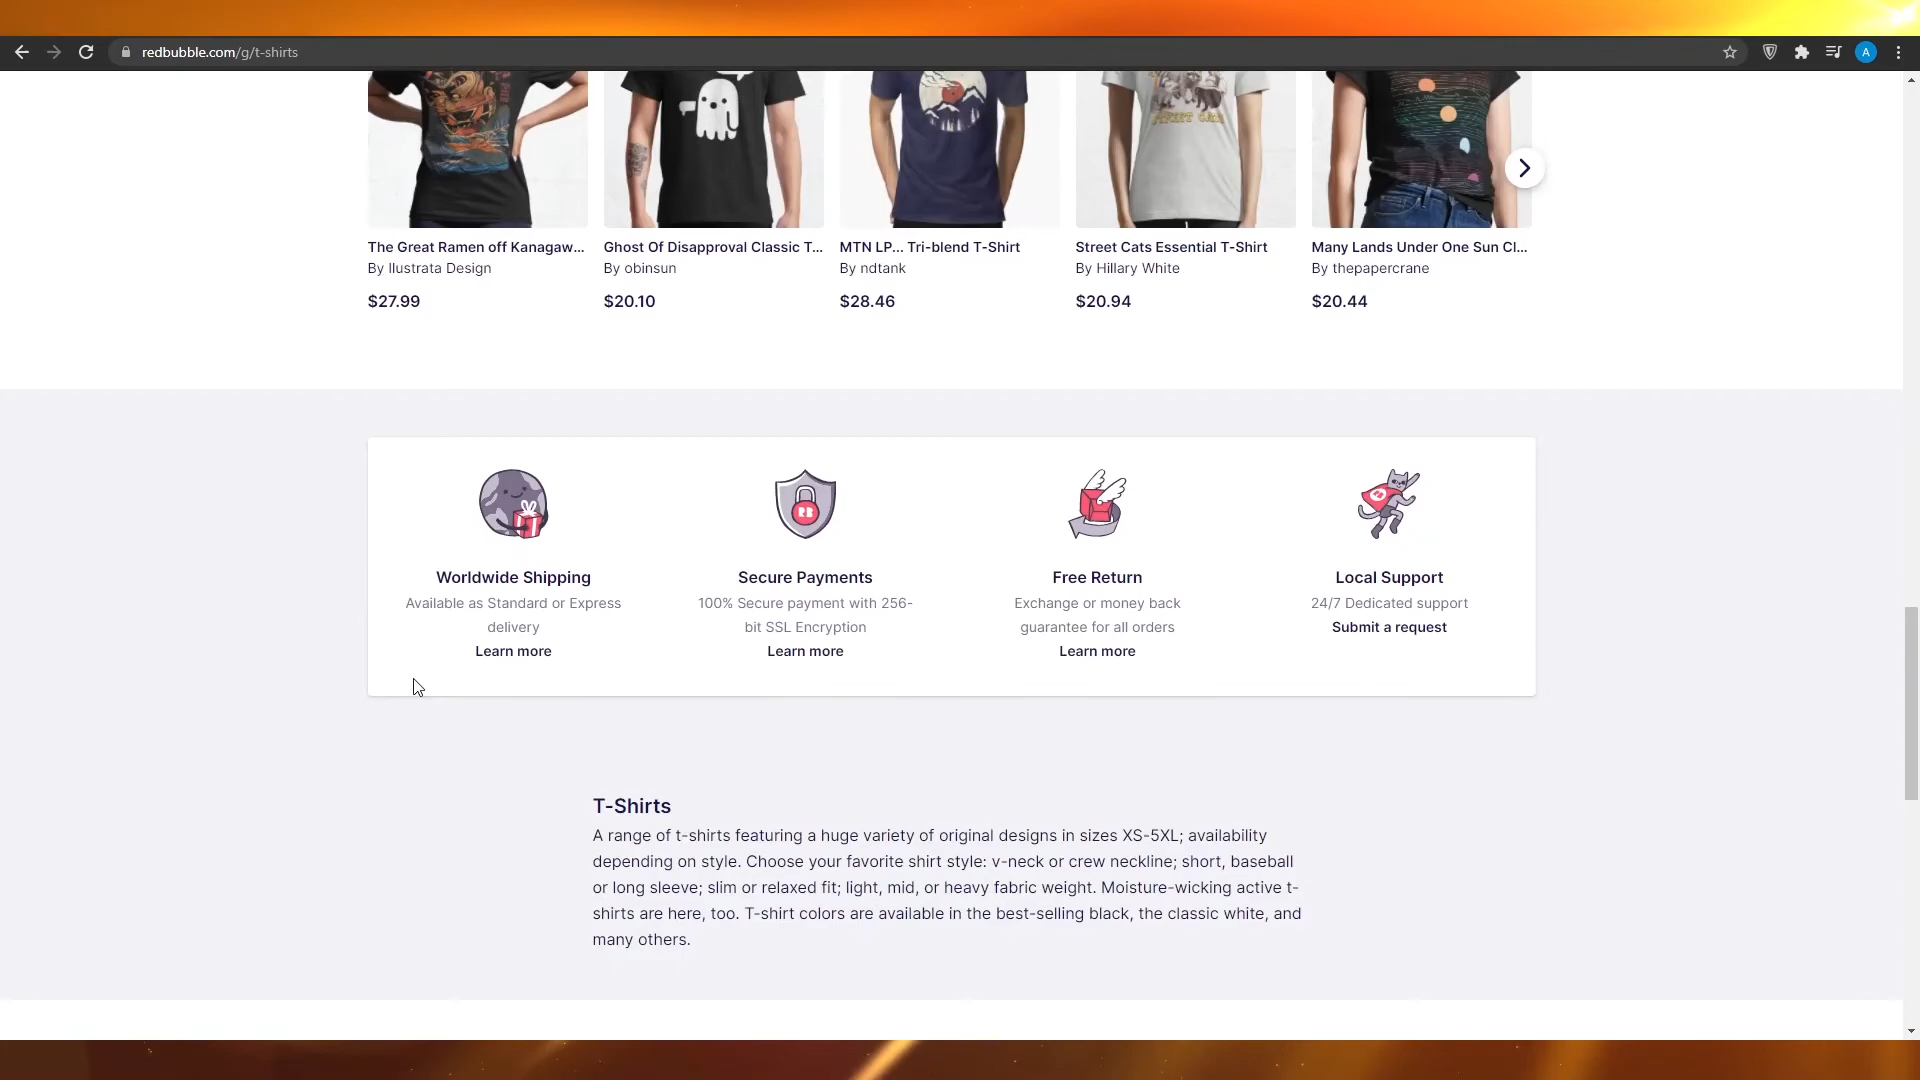 redbubble.com/g/t-shirts
A
The Great Ramen off Kanagaw...
By Ilustrata Design
$27.99
Ghost Of Disapproval Classic T...
By obinsun
$20.10
MTN LP... Tri-blend T-Shirt
By ndtank
$28.46
STREET CATS
Street Cats Essential T-Shirt
By Hillary White
$20.94
Many Lands Under One Sun Cl...
By thepapercrane
$20.44
Worldwide Shipping
Available as Standard or Express
delivery
Learn more
RB
Secure Payments
100% Secure payment with 256-
bit SSL Encryption
Learn more
Free Return
Exchange or money back
guarantee for all orders
Learn more
Local Support
24/7 Dedicated support
Submit a request
T-Shirts
A range of t-shirts featuring a huge variety of original designs in sizes XS-5XL; availability
depending on style. Choose your favorite shirt style: v-neck or crew neckline; short, baseball
or long sleeve; slim or relaxed fit; light, mid, or heavy fabric weight. Moisture-wicking active t-
shirts are here, too. T-shirt colors are available in the best-selling black, the classic white, and
many others.